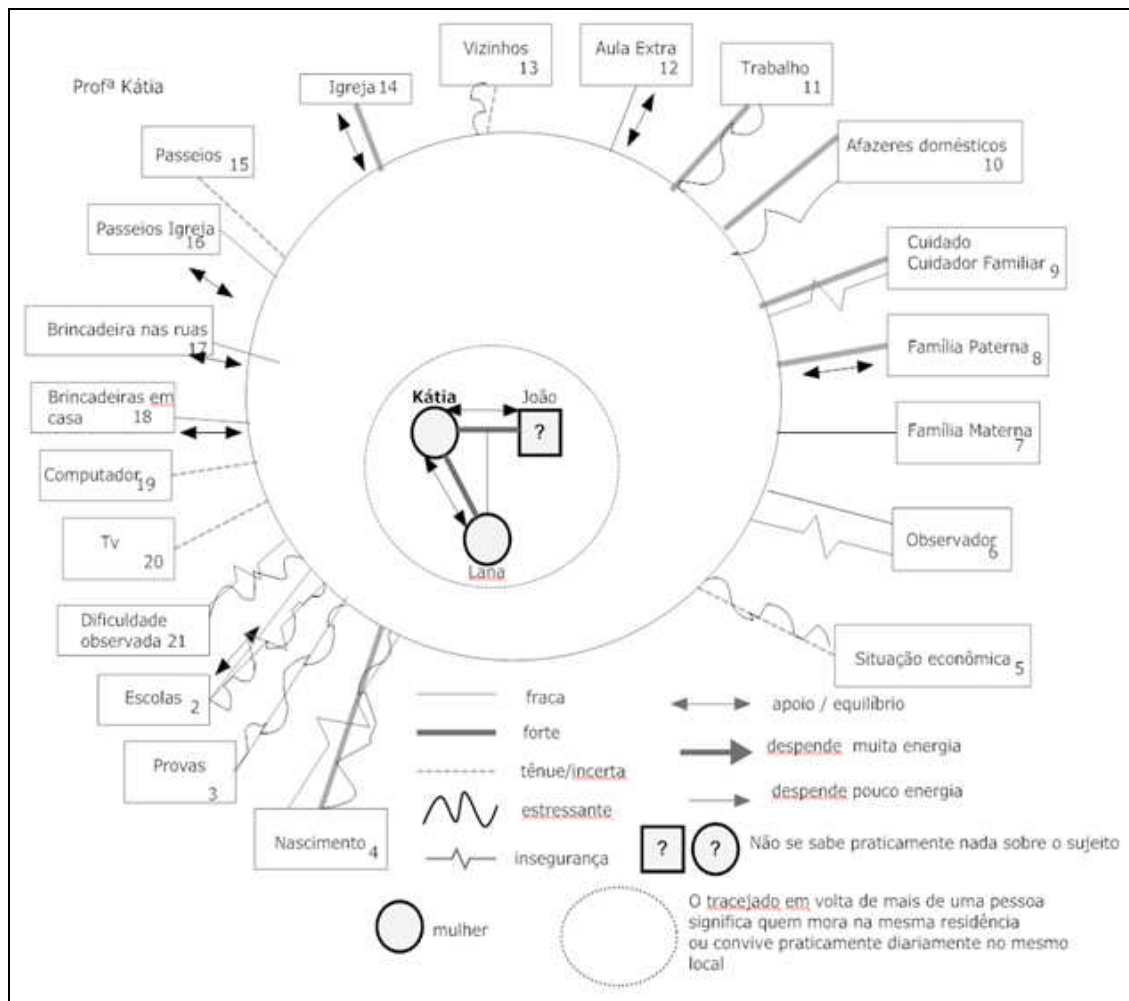 Profª Kátia
Igreja 14
Vizinhos
13
Aula Extra
12
Trabalho
11
Afazeres domésticos
10
Cuidado
Cuidador Familiar 9
Família Paterna 8
Família Materna
7
Observador
6
Situação econômica 5
Passeios
15
Passeios Igreja
16
Brincadeira nas ruas
17
Brincadeiras em
casa 18
Computador
19
Tv
20
Dificuldade
observada 21
Escolas
2
Provas
3
Nascimento 4
Kátia
João
?
Lana
fraca
forte
tênue/incerta
estressante
insegurança
mulher
apoio / equilíbrio
despende muita energia
despende pouco energia
? ? Não se sabe praticamente nada sobre o sujeito
O tracejado em volta de mais de uma pessoa
significa quem mora na mesma residência
ou convive praticamente diariamente no mesmo
local